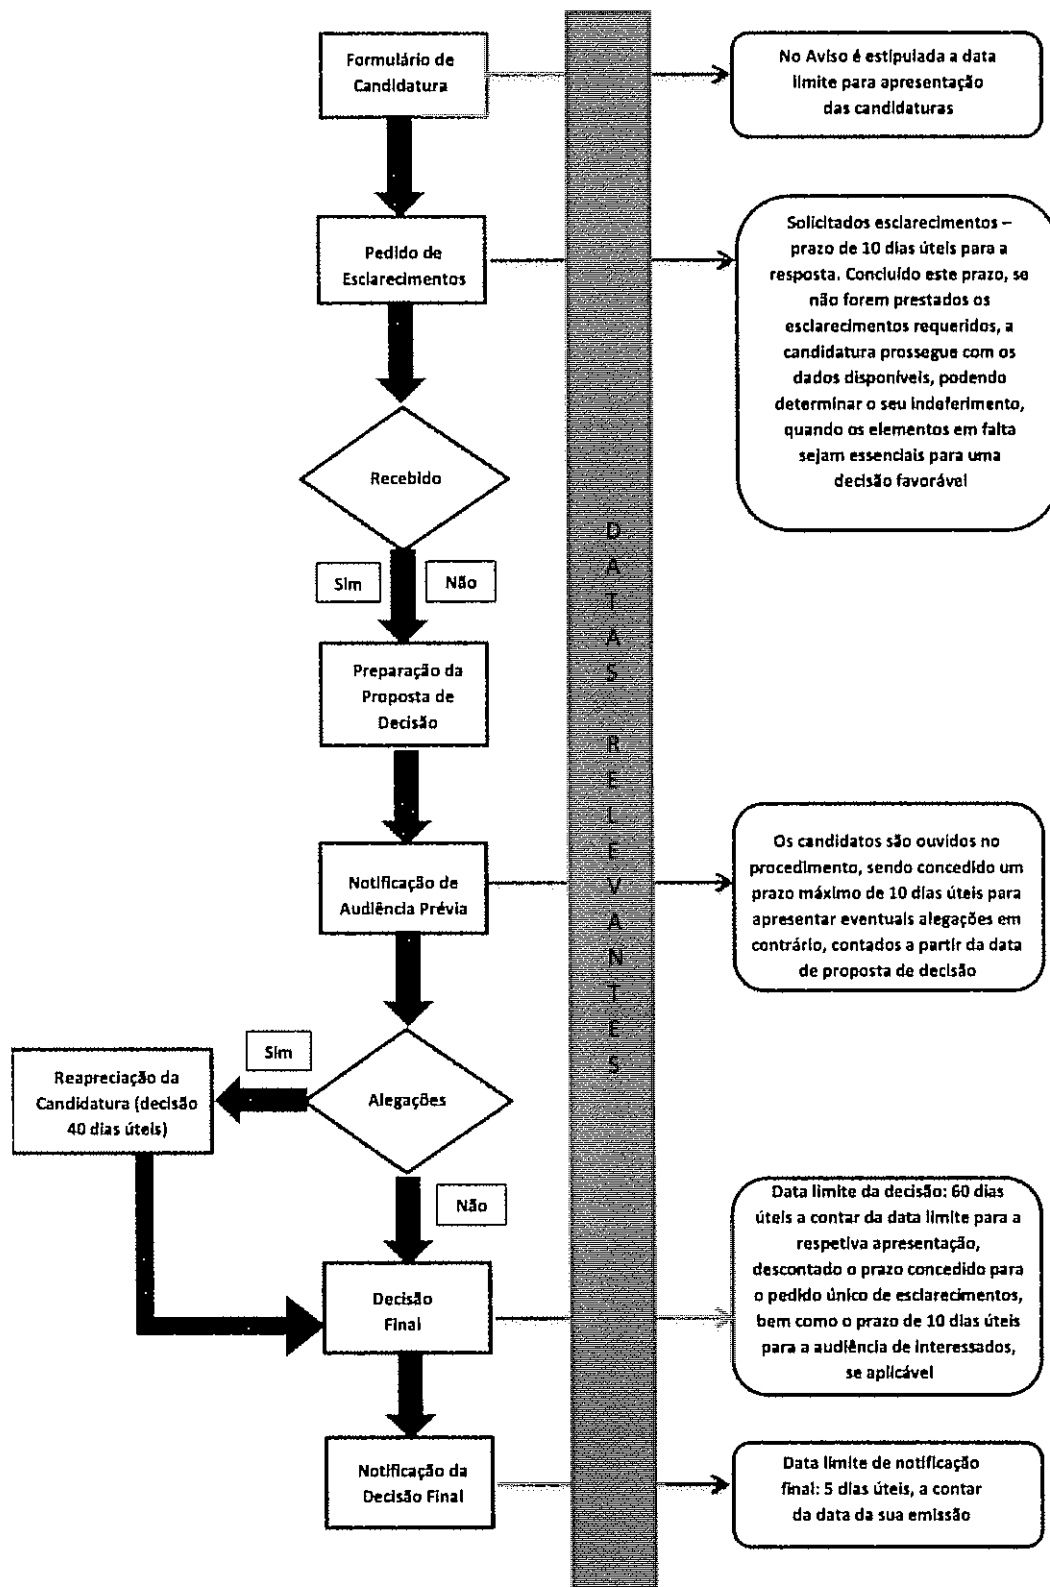 Formulário de
Candidatura
No Aviso é estipulada a data
limite para apresentação
das candidaturas
Pedido de
Esclarecimentos
Solicitados esclarecimentos –
prazo de 10 dias úteis para a
resposta. Concluído este prazo, se
não forem prestados os
esclarecimentos requeridos, a
candidatura prossegue com os
dados disponíveis, podendo
determinar o seu indeferimento,
quando os elementos em falta
sejam essenciais para uma
decisão favorável
Recebido
Sim
Não
Preparação da
Proposta de
Decisão
DATAS RELEVANTES
Notificação de
Audiência Prévia
Os candidatos são ouvidos no
procedimento, sendo concedido um
prazo máximo de 10 dias úteis para
apresentar eventuais alegações em
contrário, contados a partir da data
de proposta de decisão
Sim
Alegações
Reapreciação da
Candidatura (decisão
40 dias úteis)
Não
Decisão
Final
Data limite da decisão: 60 dias
úteis a contar da data limite para a
respetiva apresentação,
descontado o prazo concedido para
o pedido único de esclarecimentos,
bem como o prazo de 10 dias úteis
para a audiência de interessados,
se aplicável
Notificação da
Decisão Final
Data limite de notificação
final: 5 dias úteis, a contar
da data da sua emissão